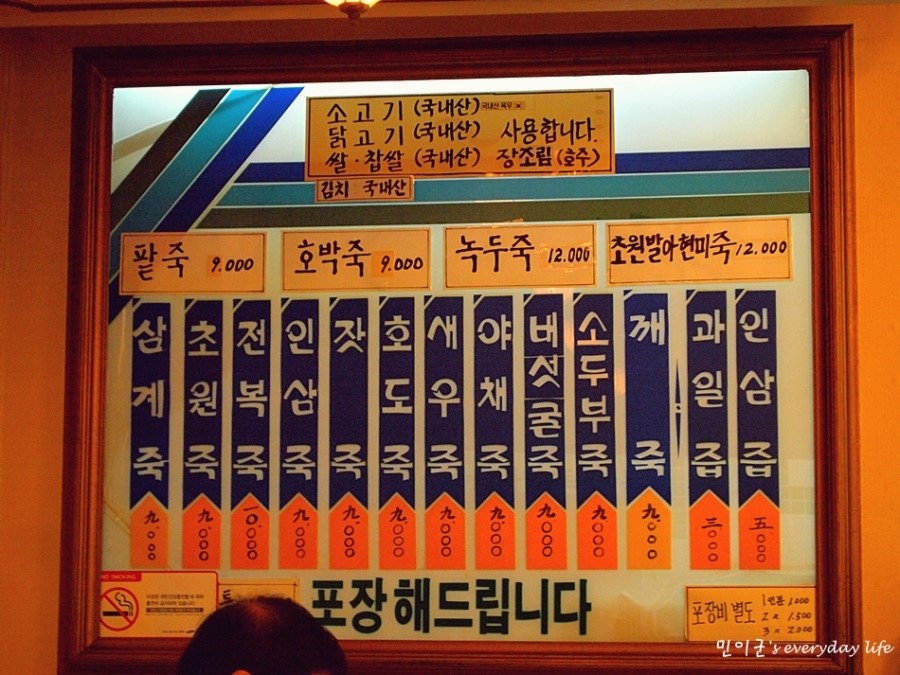 소고기 (국내산) 국내산 육우
닭고기 (국내산) 사용합니다.
쌀·찹쌀 (국내산) 장조림 (호주)
김치 국내산
팥죽 9.000
호박죽 9.000
녹두죽 12.000
초원발아현미죽 12.000
삼계죽 九.000
초원죽 九.000
전복죽 一0.000
인삼죽 九.000
잣죽 九.000
호도죽 九.000
새우죽 九.000
야채죽 九.000
버섯굴죽 九.000
소두부죽 九.000
깨죽 九.000
과일즙 三.000
인삼즙 五.000
NO SMOKING
포장해드립니다
포장비 별도
1인분 1.000
2 〃 1.500
3 〃 2.000
민이군's everyday life